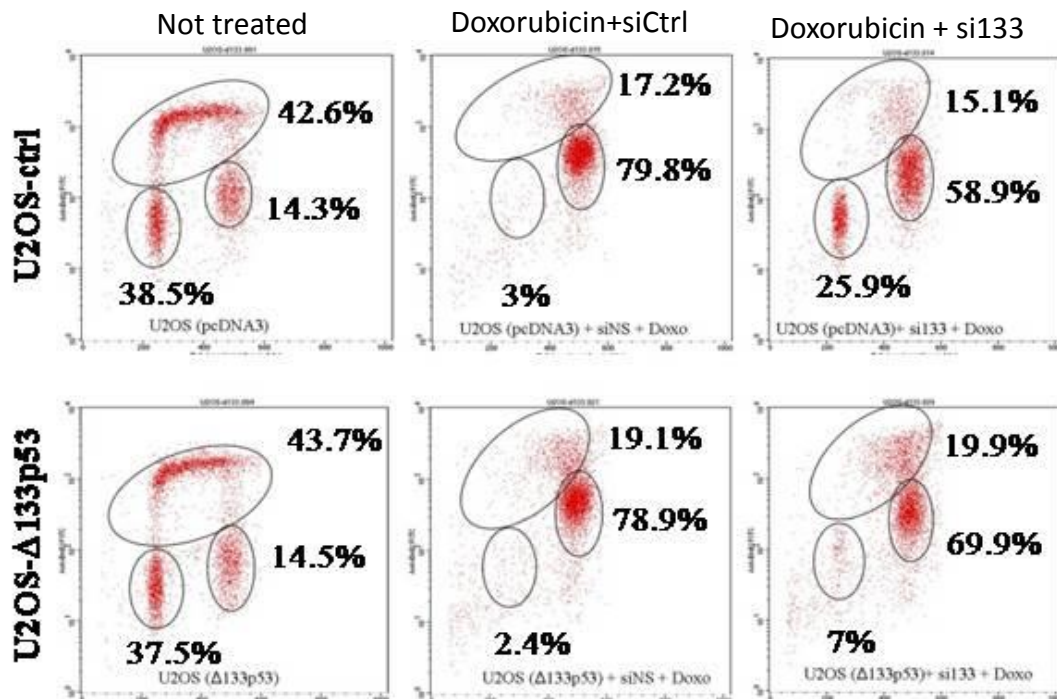 Not treated
Doxorubicin+siCtrl
Doxorubicin + si133
U2OS-ctrl
42.6%
14.3%
38.5%
U2OS (pcDNA3)
17.2%
79.8%
3%
U2OS (pcDNA3) + siNS + Doxo
15.1%
58.9%
25.9%
U2OS (pcDNA3)+ si133 + Doxo
U2OS-Δ133p53
43.7%
14.5%
37.5%
U2OS (Δ133p53)
19.1%
78.9%
2.4%
U2OS (Δ133p53) + siNS + Doxo
19.9%
69.9%
7%
U2OS (Δ133p53)+ si133 + Doxo